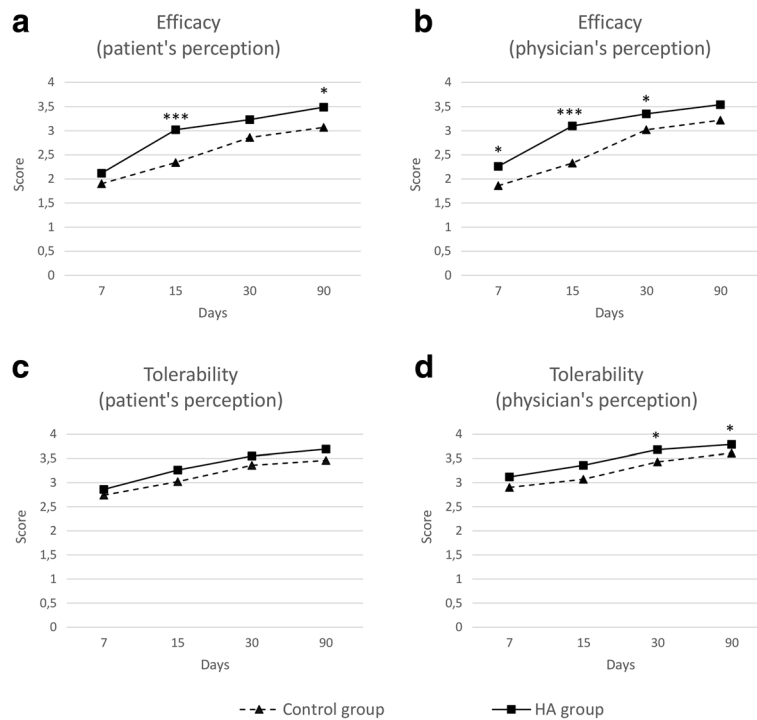 a
Efficacy
(patient's perception)
4
3,5
3
2,5
2
1,5
1
0,5
0
Score
*
***
7 15 30 90
Days
b
Efficacy
(physician's perception)
4
3,5
3
2,5
2
1,5
1
0,5
0
Score
*
***
*
7 15 30 90
Days
c
Tolerability
(patient's perception)
4
3,5
3
2,5
2
1,5
1
0,5
0
Score
7 15 30 90
Days
d
Tolerability
(physician's perception)
4
3,5
3
2,5
2
1,5
1
0,5
0
Score
* *
7 15 30 90
Days
Control group HA group